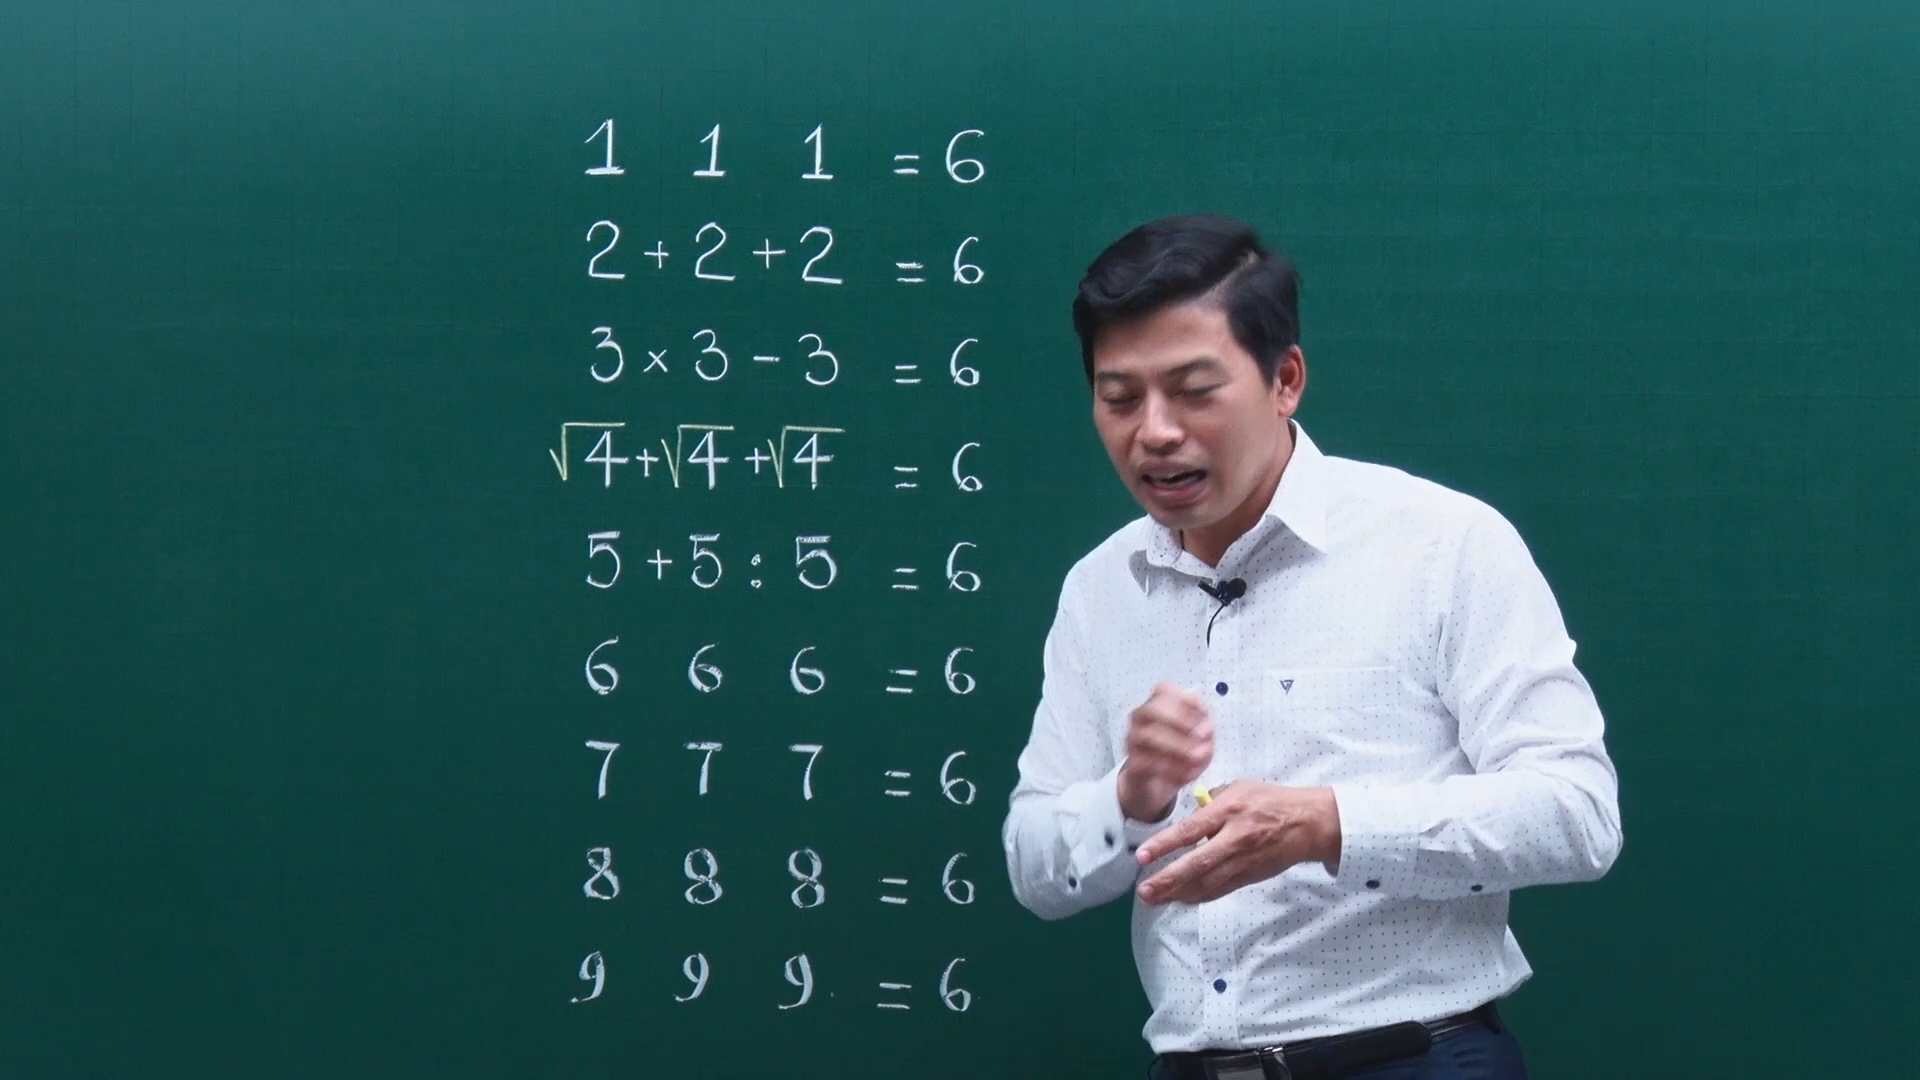 1 1 1 = 6
2 + 2 + 2 = 6
3 × 3 - 3 = 6
√4 + √4 + √4 = 6
5 + 5 : 5 = 6
6 6 6 = 6
7 7 7 = 6
8 8 8 = 6
9 9 9 = 6